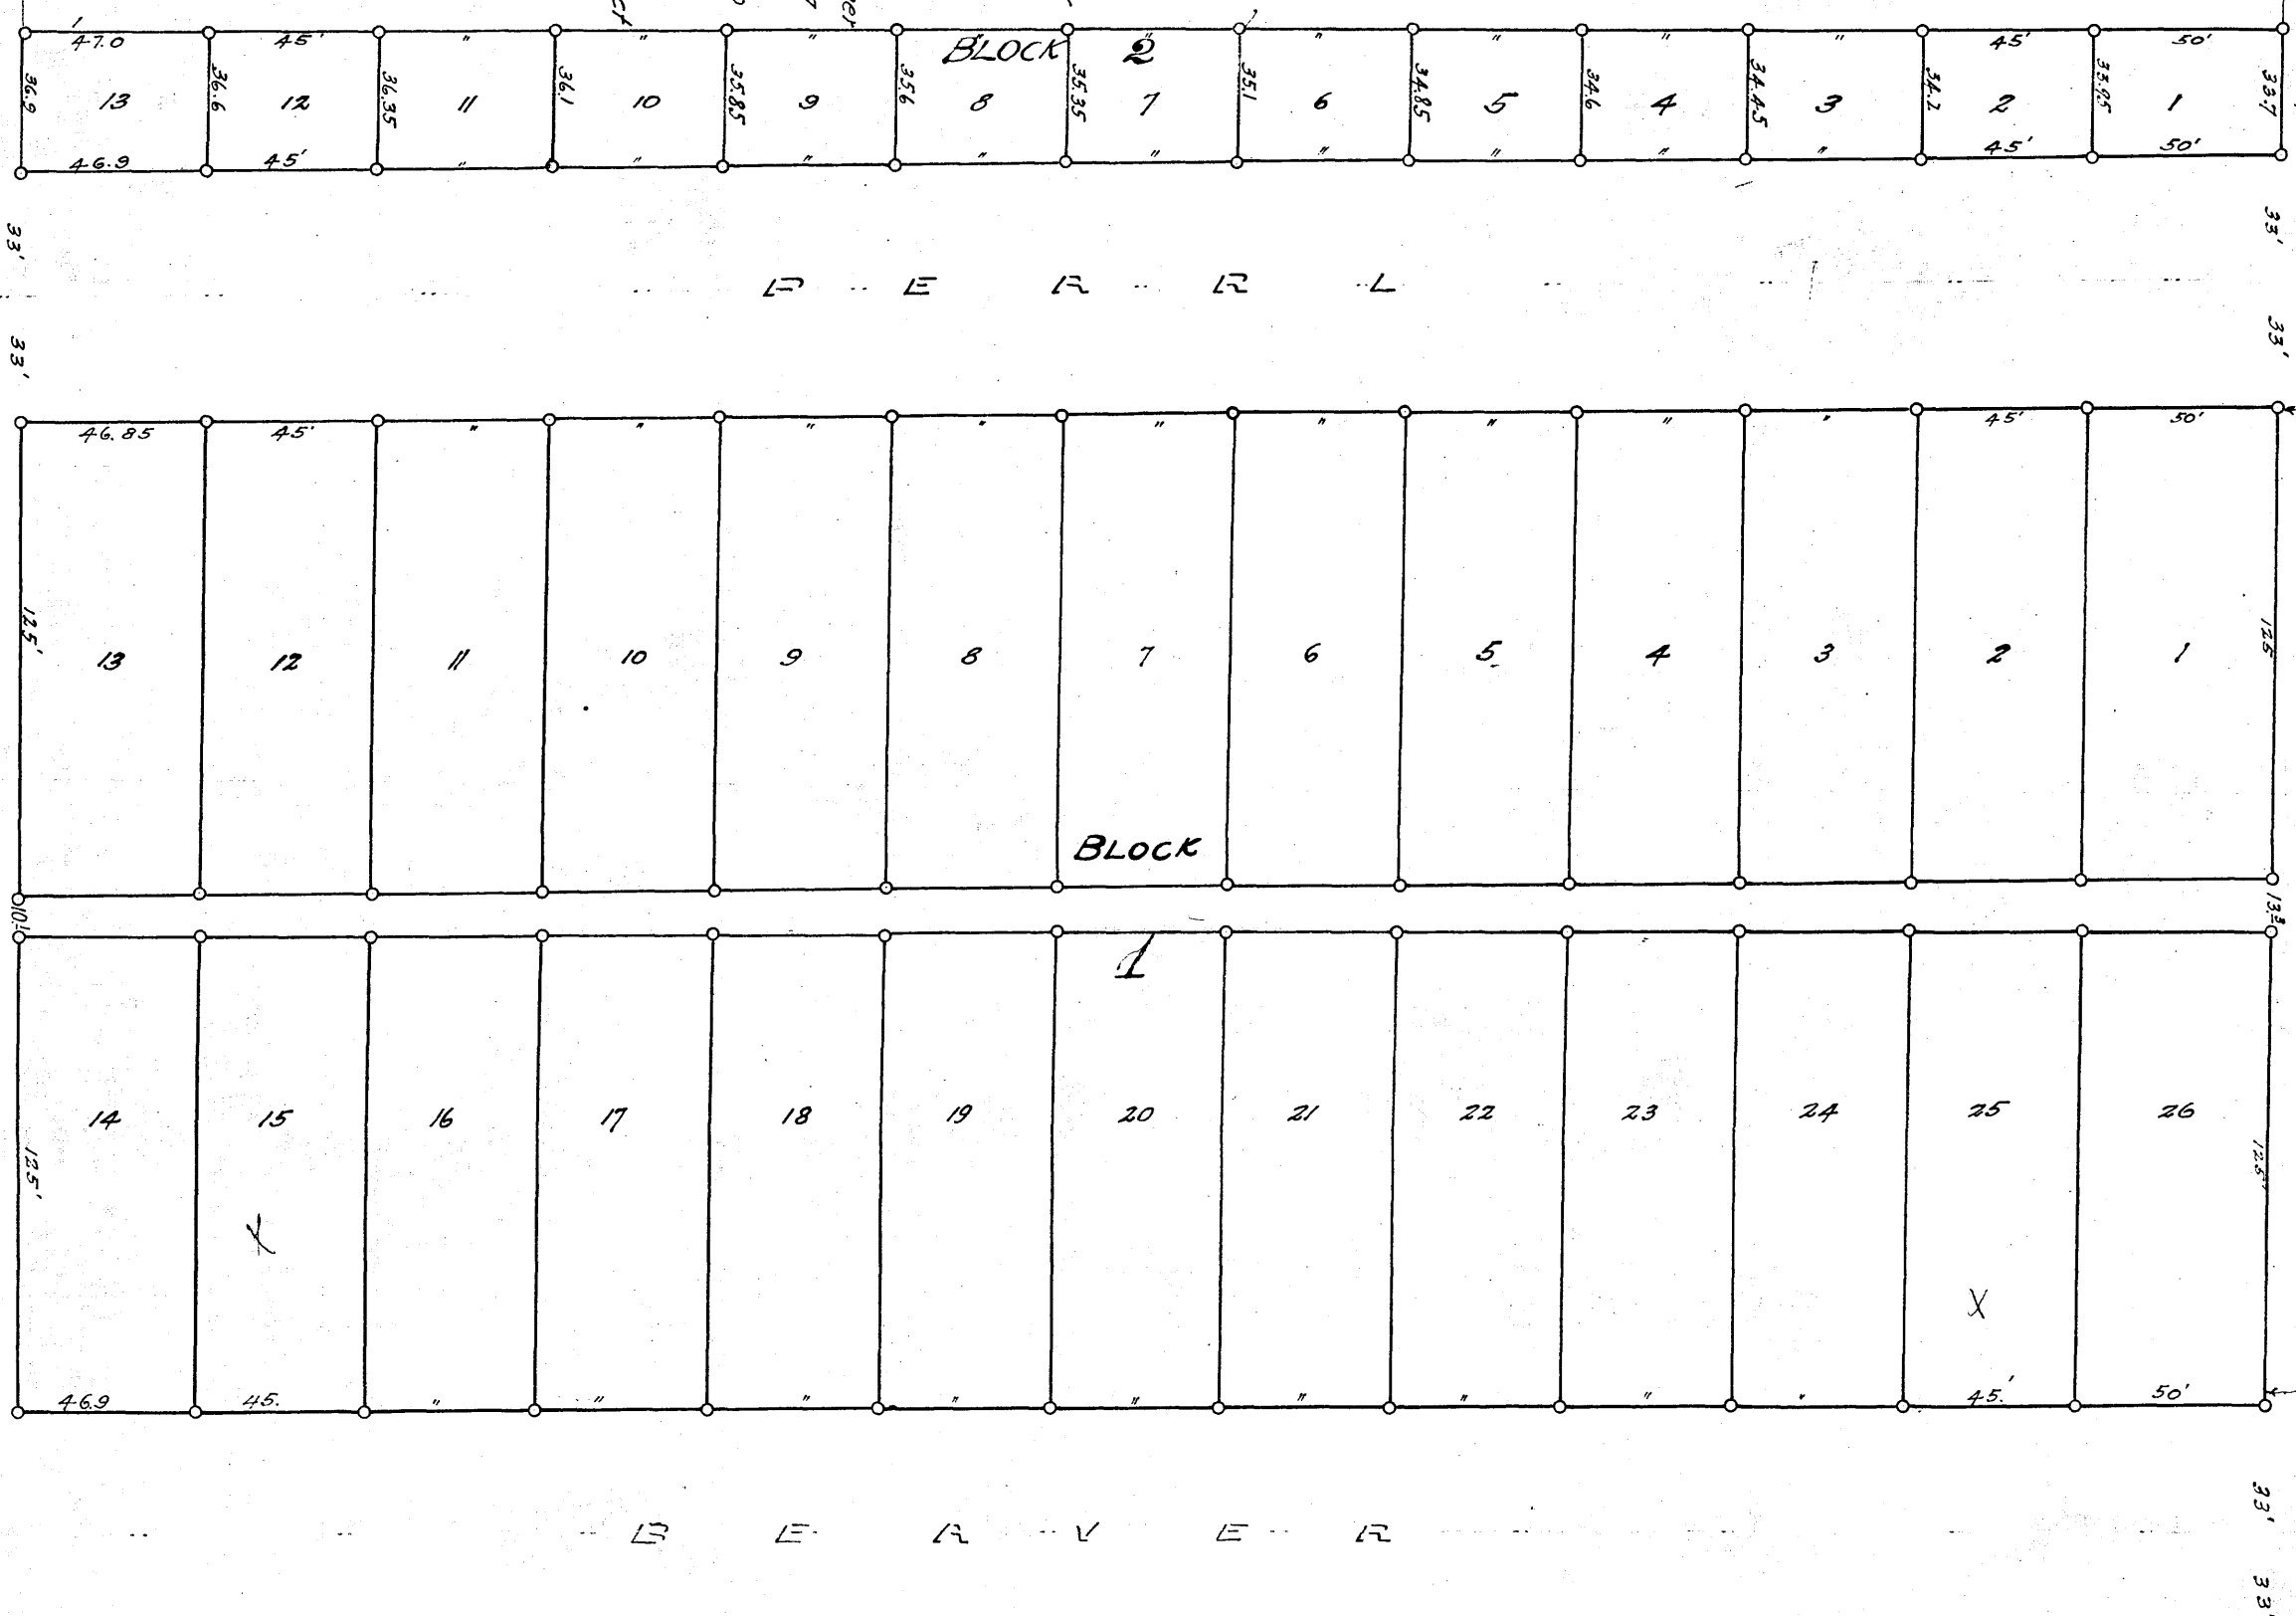 47.0 45' " " " " " " " " " 45' 50'
BLOCK 2
36.9 36.6 36.35 36.1 35.85 35.6 35.35 35.1 34.85 34.6 34.45 34.2 33.95 33.7
13 12 11 10 9 8 7 6 5 4 3 2 1
46.9 45' " " " " " " " " " 45' 50'
33' 33'
P E A R L
33' 33'
46.85 45' " " " " " " " " " 45' 50'
125' 125
13 12 11 10 9 8 7 6 5 4 3 2 1
BLOCK
10.1
1
14 15 16 17 18 19 20 21 22 23 24 25 26
125' 125'
X
X
46.9 45. " " " " " " " " " 45.' 50'
33'
B E A V E R
33'